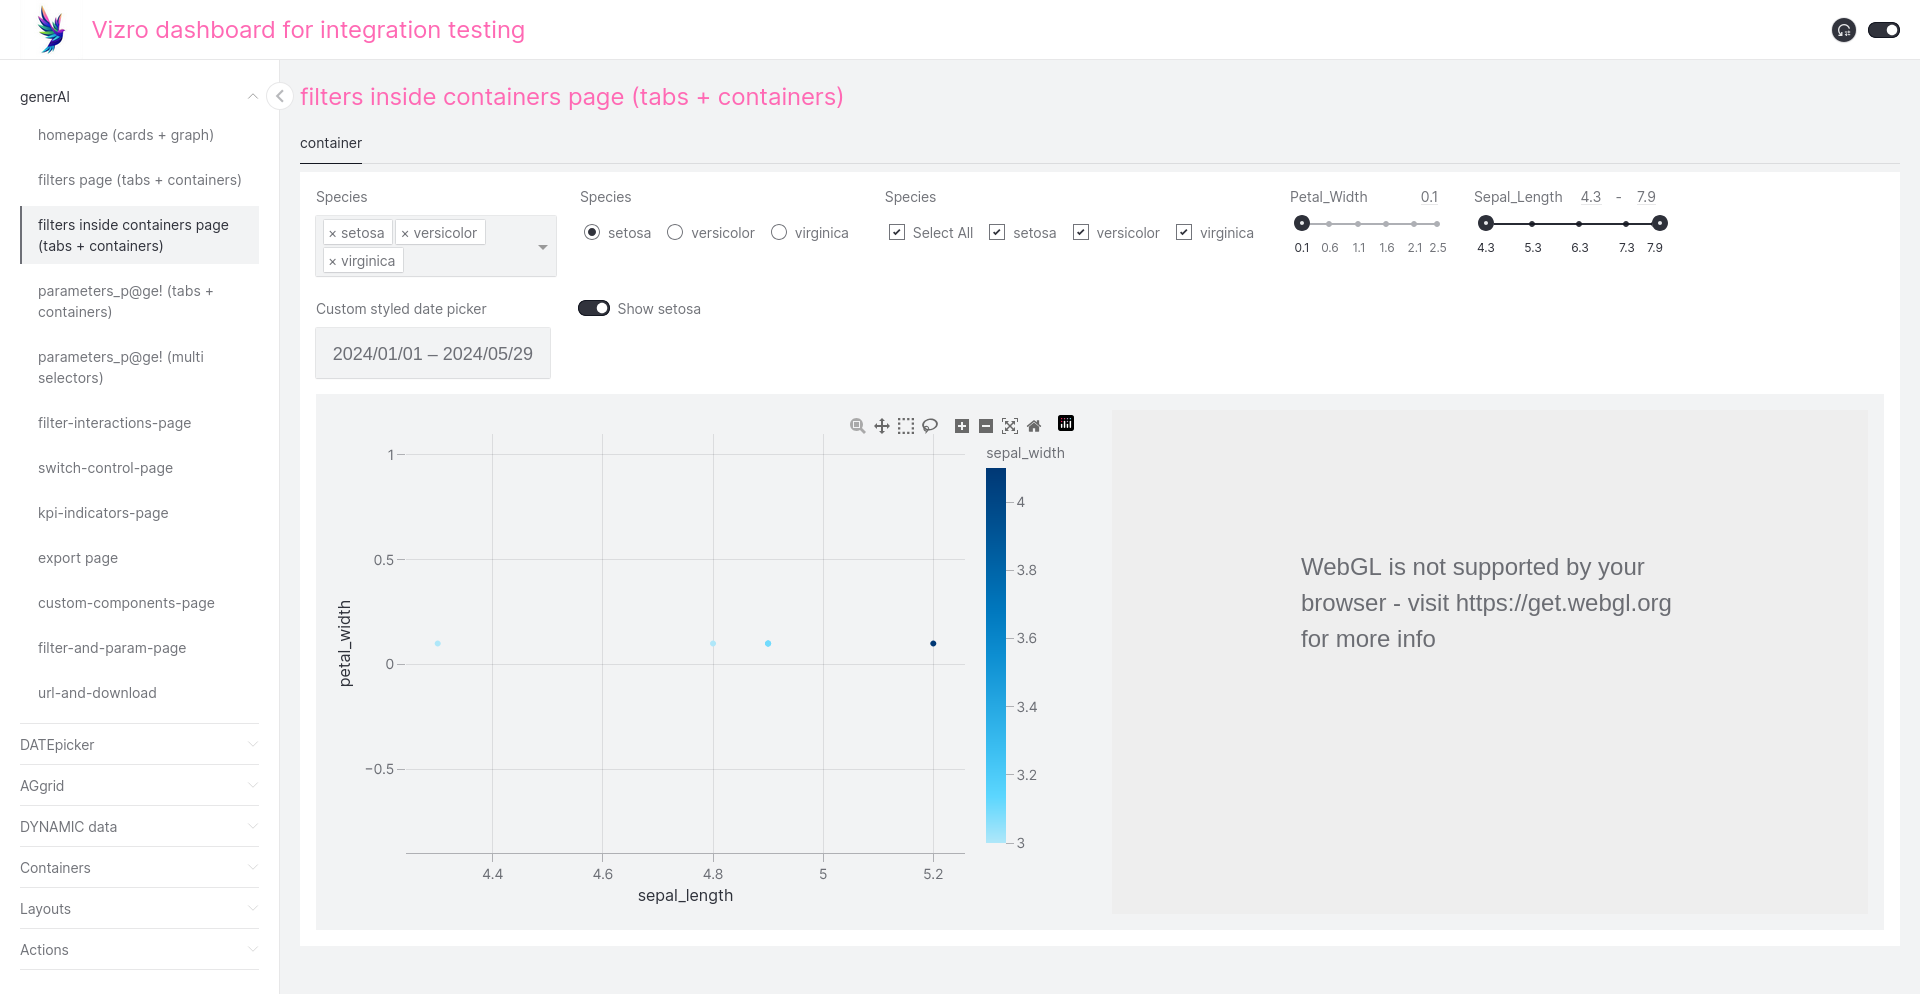 Vizro dashboard for integration testing
generAI
homepage (cards + graph)
filters page (tabs + containers)
filters inside containers page
(tabs + containers)
parameters_p@ge! (tabs +
containers)
parameters_p@ge! (multi
selectors)
filter-interactions-page
switch-control-page
kpi-indicators-page
export page
custom-components-page
filter-and-param-page
url-and-download
DATEpicker
AGgrid
DYNAMIC data
Containers
Layouts
Actions
filters inside containers page (tabs + containers)
container
Species
× setosa × versicolor
× virginica
Species
setosa versicolor virginica
Species
Select All setosa versicolor virginica
Petal_Width 0.1
0.1 0.6 1.1 1.6 2.1 2.5
Sepal_Length 4.3 - 7.9
4.3 5.3 6.3 7.3 7.9
Custom styled date picker
2024/01/01 – 2024/05/29
Show setosa
petal_width
1
0.5
0
−0.5
4.4 4.6 4.8 5 5.2
sepal_length
sepal_width
4
3.8
3.6
3.4
3.2
3
WebGL is not supported by your
browser - visit https://get.webgl.org
for more info